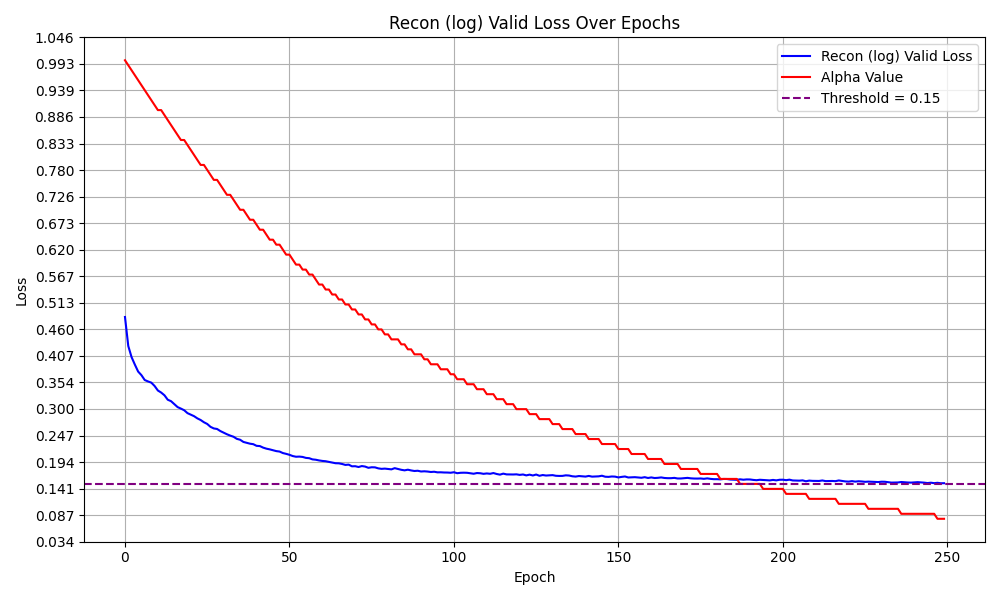 Recon (log) Valid Loss Over Epochs
1.046
0.993
0.939
0.886
0.833
0.780
0.726
0.673
0.620
0.567
0.513
0.460
0.407
0.354
0.300
0.247
0.194
0.141
0.087
0.034
Loss
Recon (log) Valid Loss
Alpha Value
Threshold = 0.15
0 50 100 150 200 250
Epoch